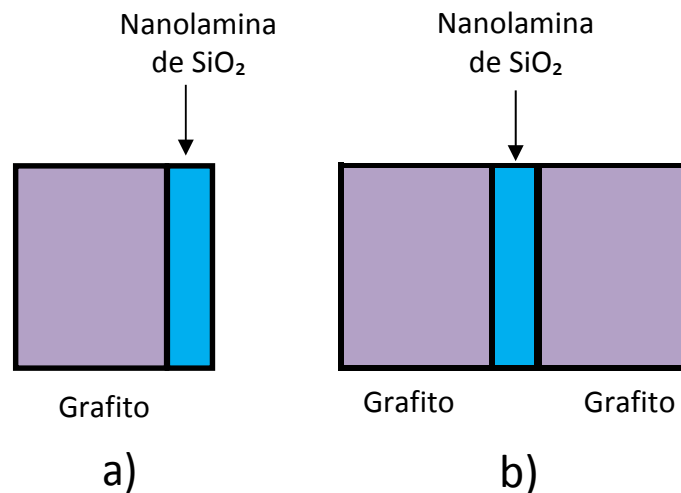 Nanolamina
de SiO₂
Nanolamina
de SiO₂
Grafito
Grafito
Grafito
a)
b)